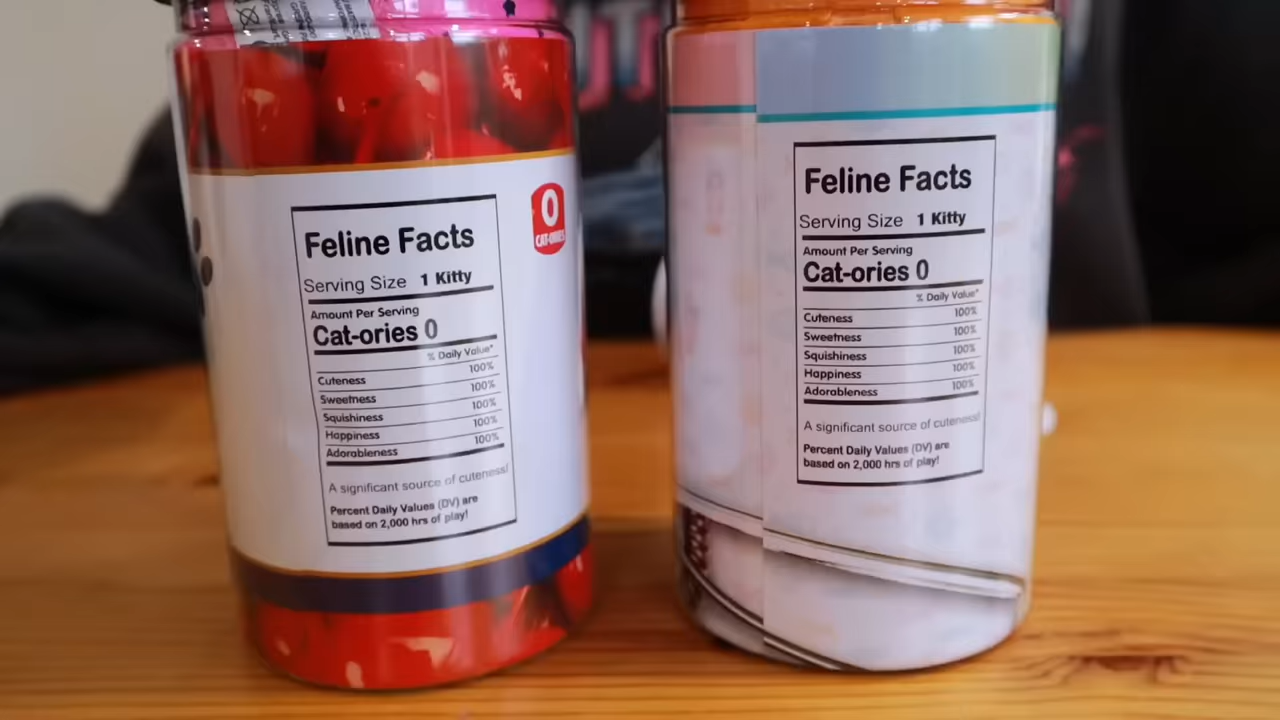 Feline Facts
Serving Size 1 Kitty
Amount Per Serving
Cat-ories 0
% Daily Value*
Cuteness 100%
Sweetness 100%
Squishiness 100%
Happiness 100%
Adorableness 100%
A significant source of cuteness!
Percent Daily Values (DV) are
based on 2,000 hrs of play!
0
CAT-ORIES
Feline Facts
Serving Size 1 Kitty
Amount Per Serving
Cat-ories 0
% Daily Value*
Cuteness 100%
Sweetness 100%
Squishiness 100%
Happiness 100%
Adorableness 100%
A significant source of cuteness!
Percent Daily Values (DV) are
based on 2,000 hrs of play!